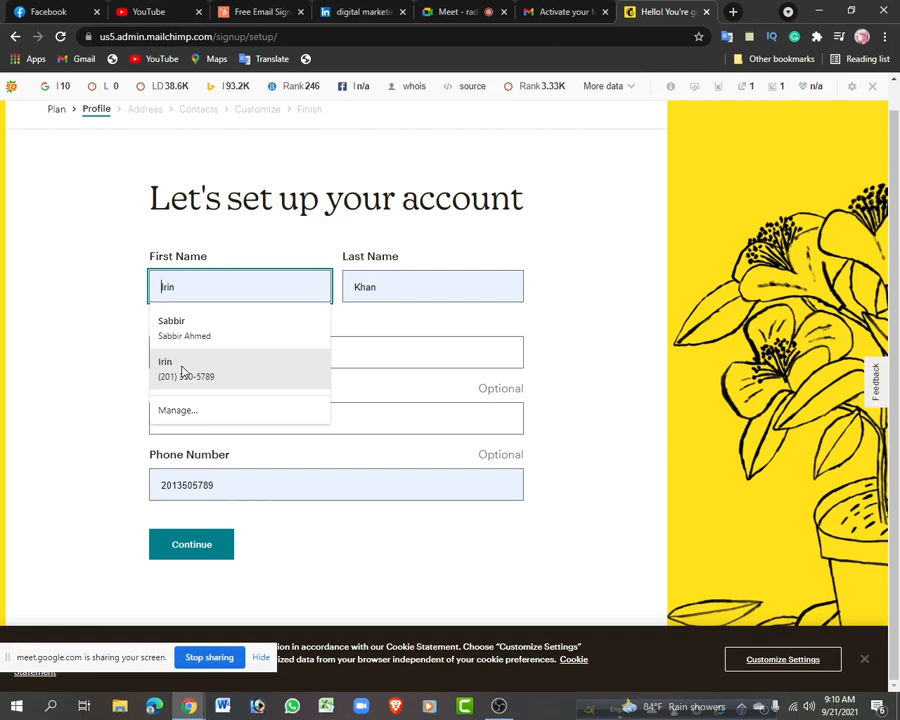 Facebook
YouTube
Free Email Sign
digital marketi
Meet - rad
Activate your
Hello! You're g
us5.admin.mailchimp.com/signup/setup/
Apps
Gmail
YouTube
Maps
Translate
Other bookmarks
Reading list
I 10
L 0
LD 38.6K
I 93.2K
Rank 246
I n/a
whois
source
Rank 3.33K
More data
1
1
n/a
Plan > Profile > Address > Contacts > Customize > Finish
Let's set up your account
First Name
Last Name
Irin
Khan
Sabbir
Sabbir Ahmed
Irin
Optional
Manage...
Phone Number
Optional
2013505789
Continue
Feedback
ion in accordance with our Cookie Statement. Choose "Customize Settings"
ized data from your browser independent of your cookie preferences. Cookie
Statement
meet.google.com is sharing your screen.
Stop sharing
Hide
Customize Settings
84°F Rain showers
9:10 AM
9/21/2021